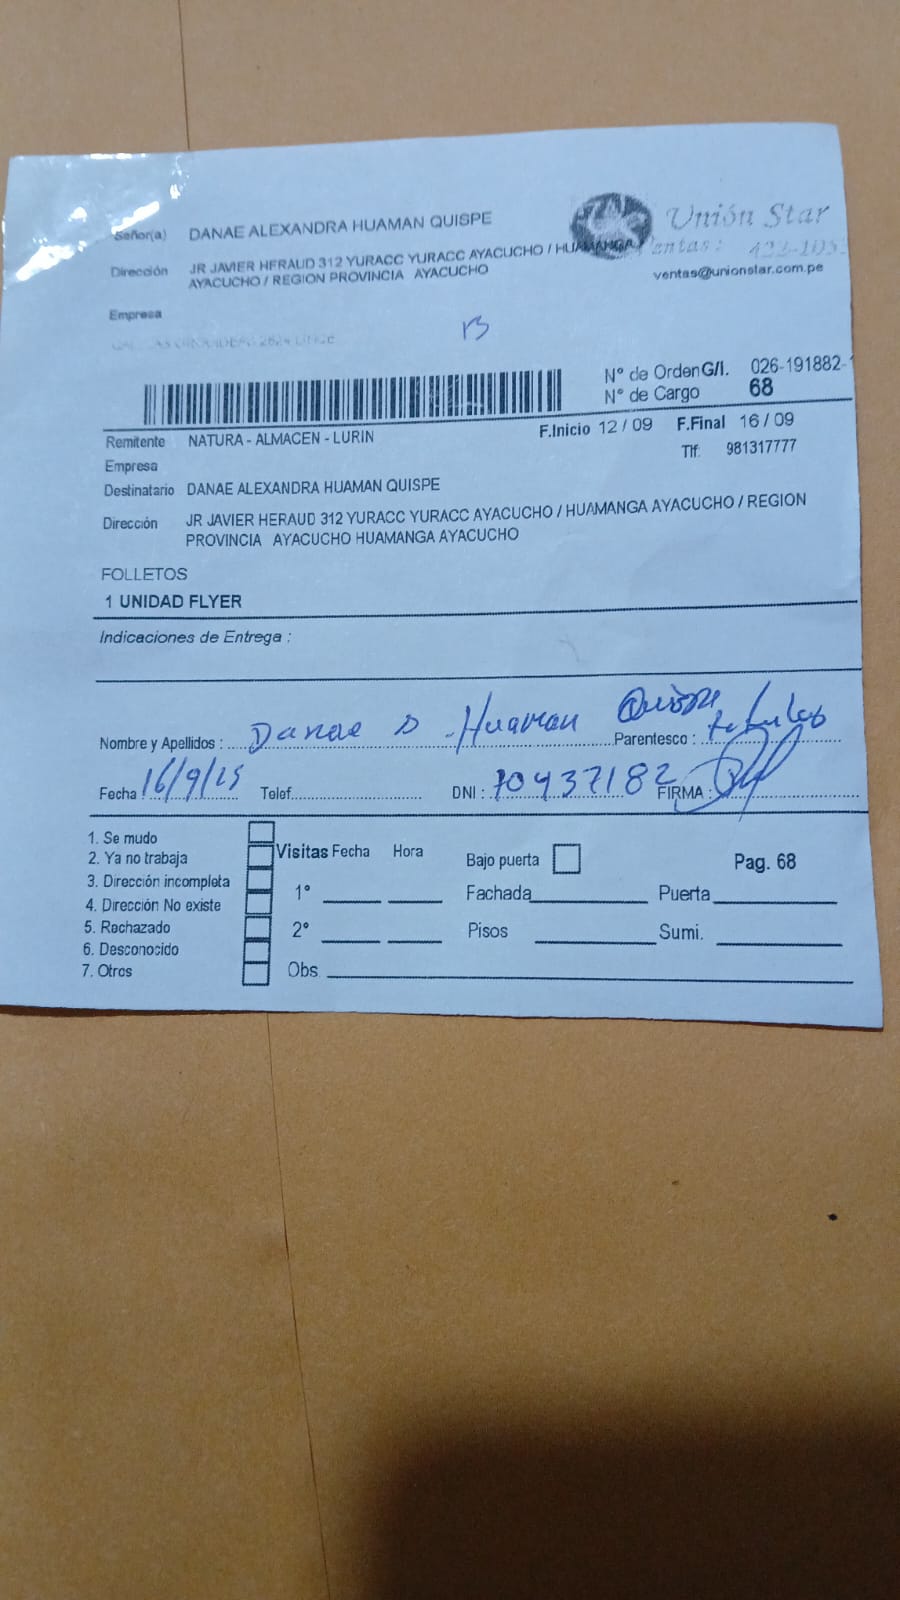 Señor(a) DANAE ALEXANDRA HUAMAN QUISPE
Unión Star
Dirección JR JAVIER HERAUD 312 YURACC YURACC AYACUCHO / HUAMANGA
Ventas: 422-105
AYACUCHO / REGION PROVINCIA AYACUCHO
ventas@unionstar.com.pe
Empresa
N° de Orden G/I. 026-191882-1
N° de Cargo 68
Remitente NATURA - ALMACEN - LURIN
F.Inicio 12 / 09 F.Final 16 / 09
Empresa
Tlf: 981317777
Destinatario DANAE ALEXANDRA HUAMAN QUISPE
Dirección JR JAVIER HERAUD 312 YURACC YURACC AYACUCHO / HUAMANGA AYACUCHO / REGION
PROVINCIA AYACUCHO HUAMANGA AYACUCHO
FOLLETOS
1 UNIDAD FLYER
Indicaciones de Entrega :
Nombre y Apellidos : Danae Huaman Quispe Parentesco :
Fecha 16/9/25 Telef. DNI : 70437182 FIRMA :
1. Se mudo
2. Ya no trabaja
3. Dirección incompleta
4. Dirección No existe
5. Rechazado
6. Desconocido
7. Otros
Visitas Fecha Hora
1°
2°
Obs.
Bajo puerta
Pag. 68
Fachada Puerta
Pisos Sumi.